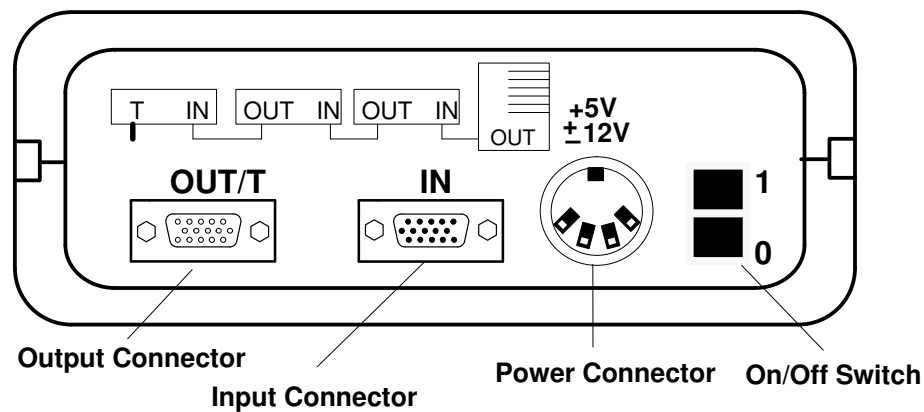 T IN OUT IN OUT IN OUT
+5V
±12V
OUT/T IN
1
0
Output Connector
Input Connector
Power Connector
On/Off Switch